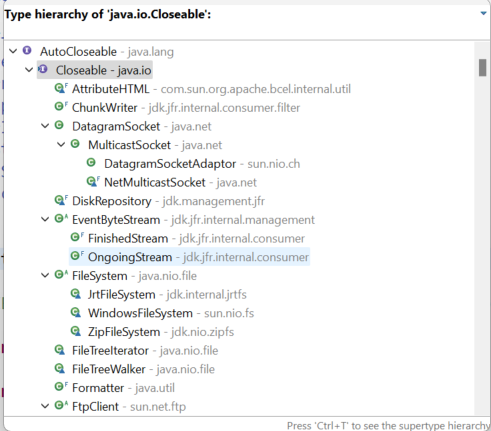 Type hierarchy of 'java.io.Closeable':
AutoCloseable - java.lang
Closeable - java.io
AttributeHTML - com.sun.org.apache.bcel.internal.util
ChunkWriter - jdk.jfr.internal.consumer.filter
DatagramSocket - java.net
MulticastSocket - java.net
DatagramSocketAdaptor - sun.nio.ch
NetMulticastSocket - java.net
DiskRepository - jdk.management.jfr
EventByteStream - jdk.jfr.internal.management
FinishedStream - jdk.jfr.internal.consumer
OngoingStream - jdk.jfr.internal.consumer
FileSystem - java.nio.file
JrtFileSystem - jdk.internal.jrtfs
WindowsFileSystem - sun.nio.fs
ZipFileSystem - jdk.nio.zipfs
FileTreeIterator - java.nio.file
FileTreeWalker - java.nio.file
Formatter - java.util
FtpClient - sun.net.ftp
Press 'Ctrl+T' to see the supertype hierarchy